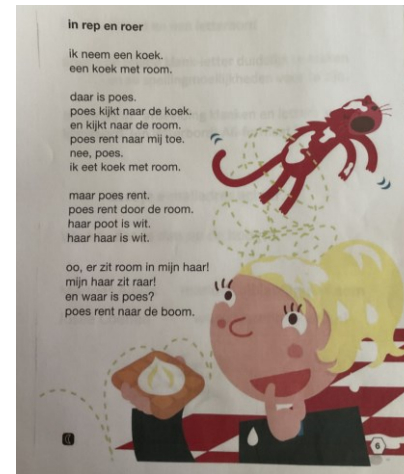 in rep en roer
ik neem een koek.
een koek met room.
daar is poes.
poes kijkt naar de koek.
en kijkt naar de room.
poes rent naar mij toe.
nee, poes.
ik eet koek met room.
maar poes rent.
poes rent door de room.
haar poot is wit.
haar haar is wit.
oo, er zit room in mijn haar!
mijn haar zit raar!
en waar is poes?
poes rent naar de boom.
6